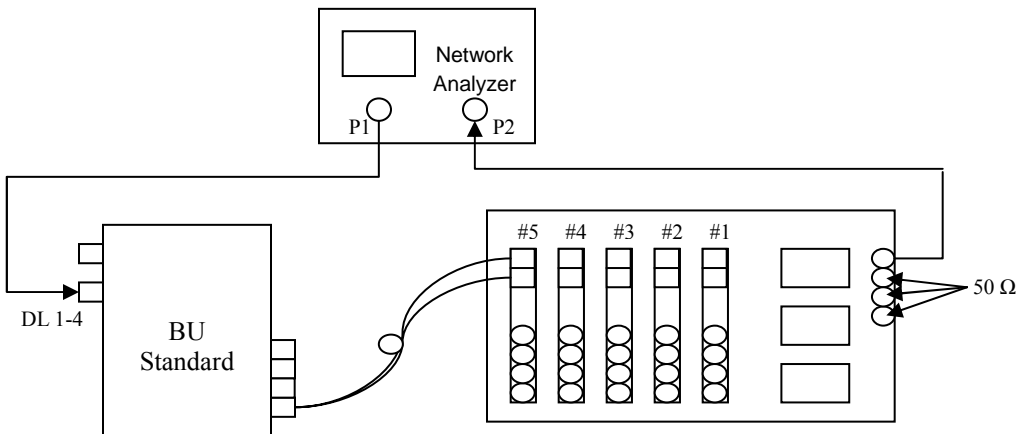 Network
Analyzer
P1
P2
#5 #4 #3 #2 #1
50 Ω
DL 1-4
BU
Standard